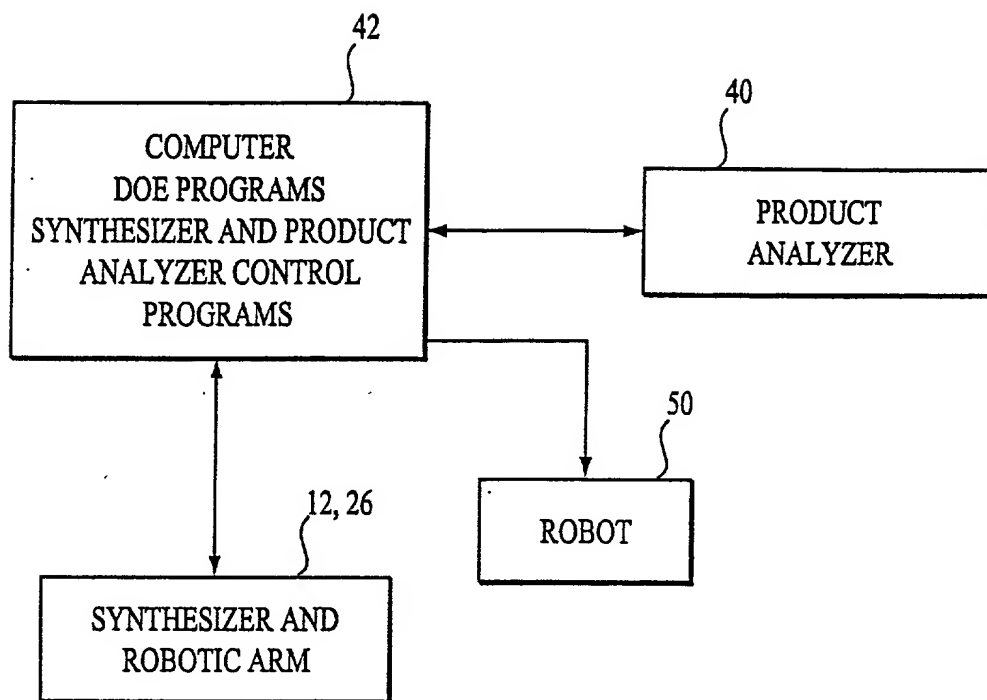 42
COMPUTER
DOE PROGRAMS
SYNTHESIZER AND PRODUCT
ANALYZER CONTROL
PROGRAMS
40
PRODUCT
ANALYZER
50
ROBOT
12, 26
SYNTHESIZER AND
ROBOTIC ARM